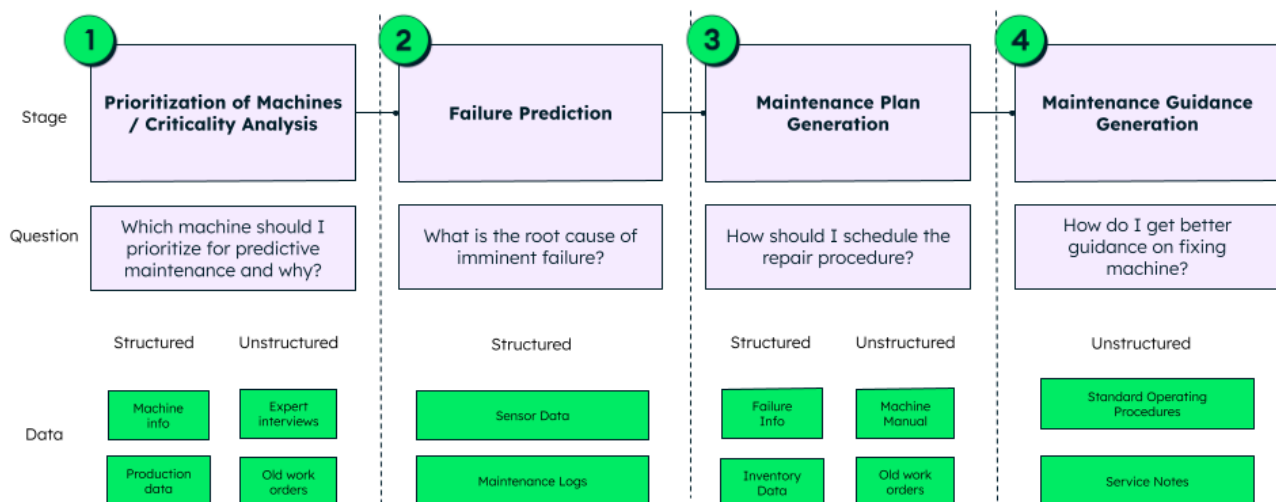 1
2
3
4
Stage
Prioritization of Machines
/ Criticality Analysis
Failure Prediction
Maintenance Plan
Generation
Maintenance Guidance
Generation
Question
Which machine should I
prioritize for predictive
maintenance and why?
What is the root cause of
imminent failure?
How should I schedule the
repair procedure?
How do I get better
guidance on fixing
machine?
Structured
Unstructured
Structured
Structured
Unstructured
Unstructured
Data
Machine
info
Expert
interviews
Sensor Data
Failure
Info
Machine
Manual
Standard Operating
Procedures
Production
data
Old work
orders
Maintenance Logs
Inventory
Data
Old work
orders
Service Notes